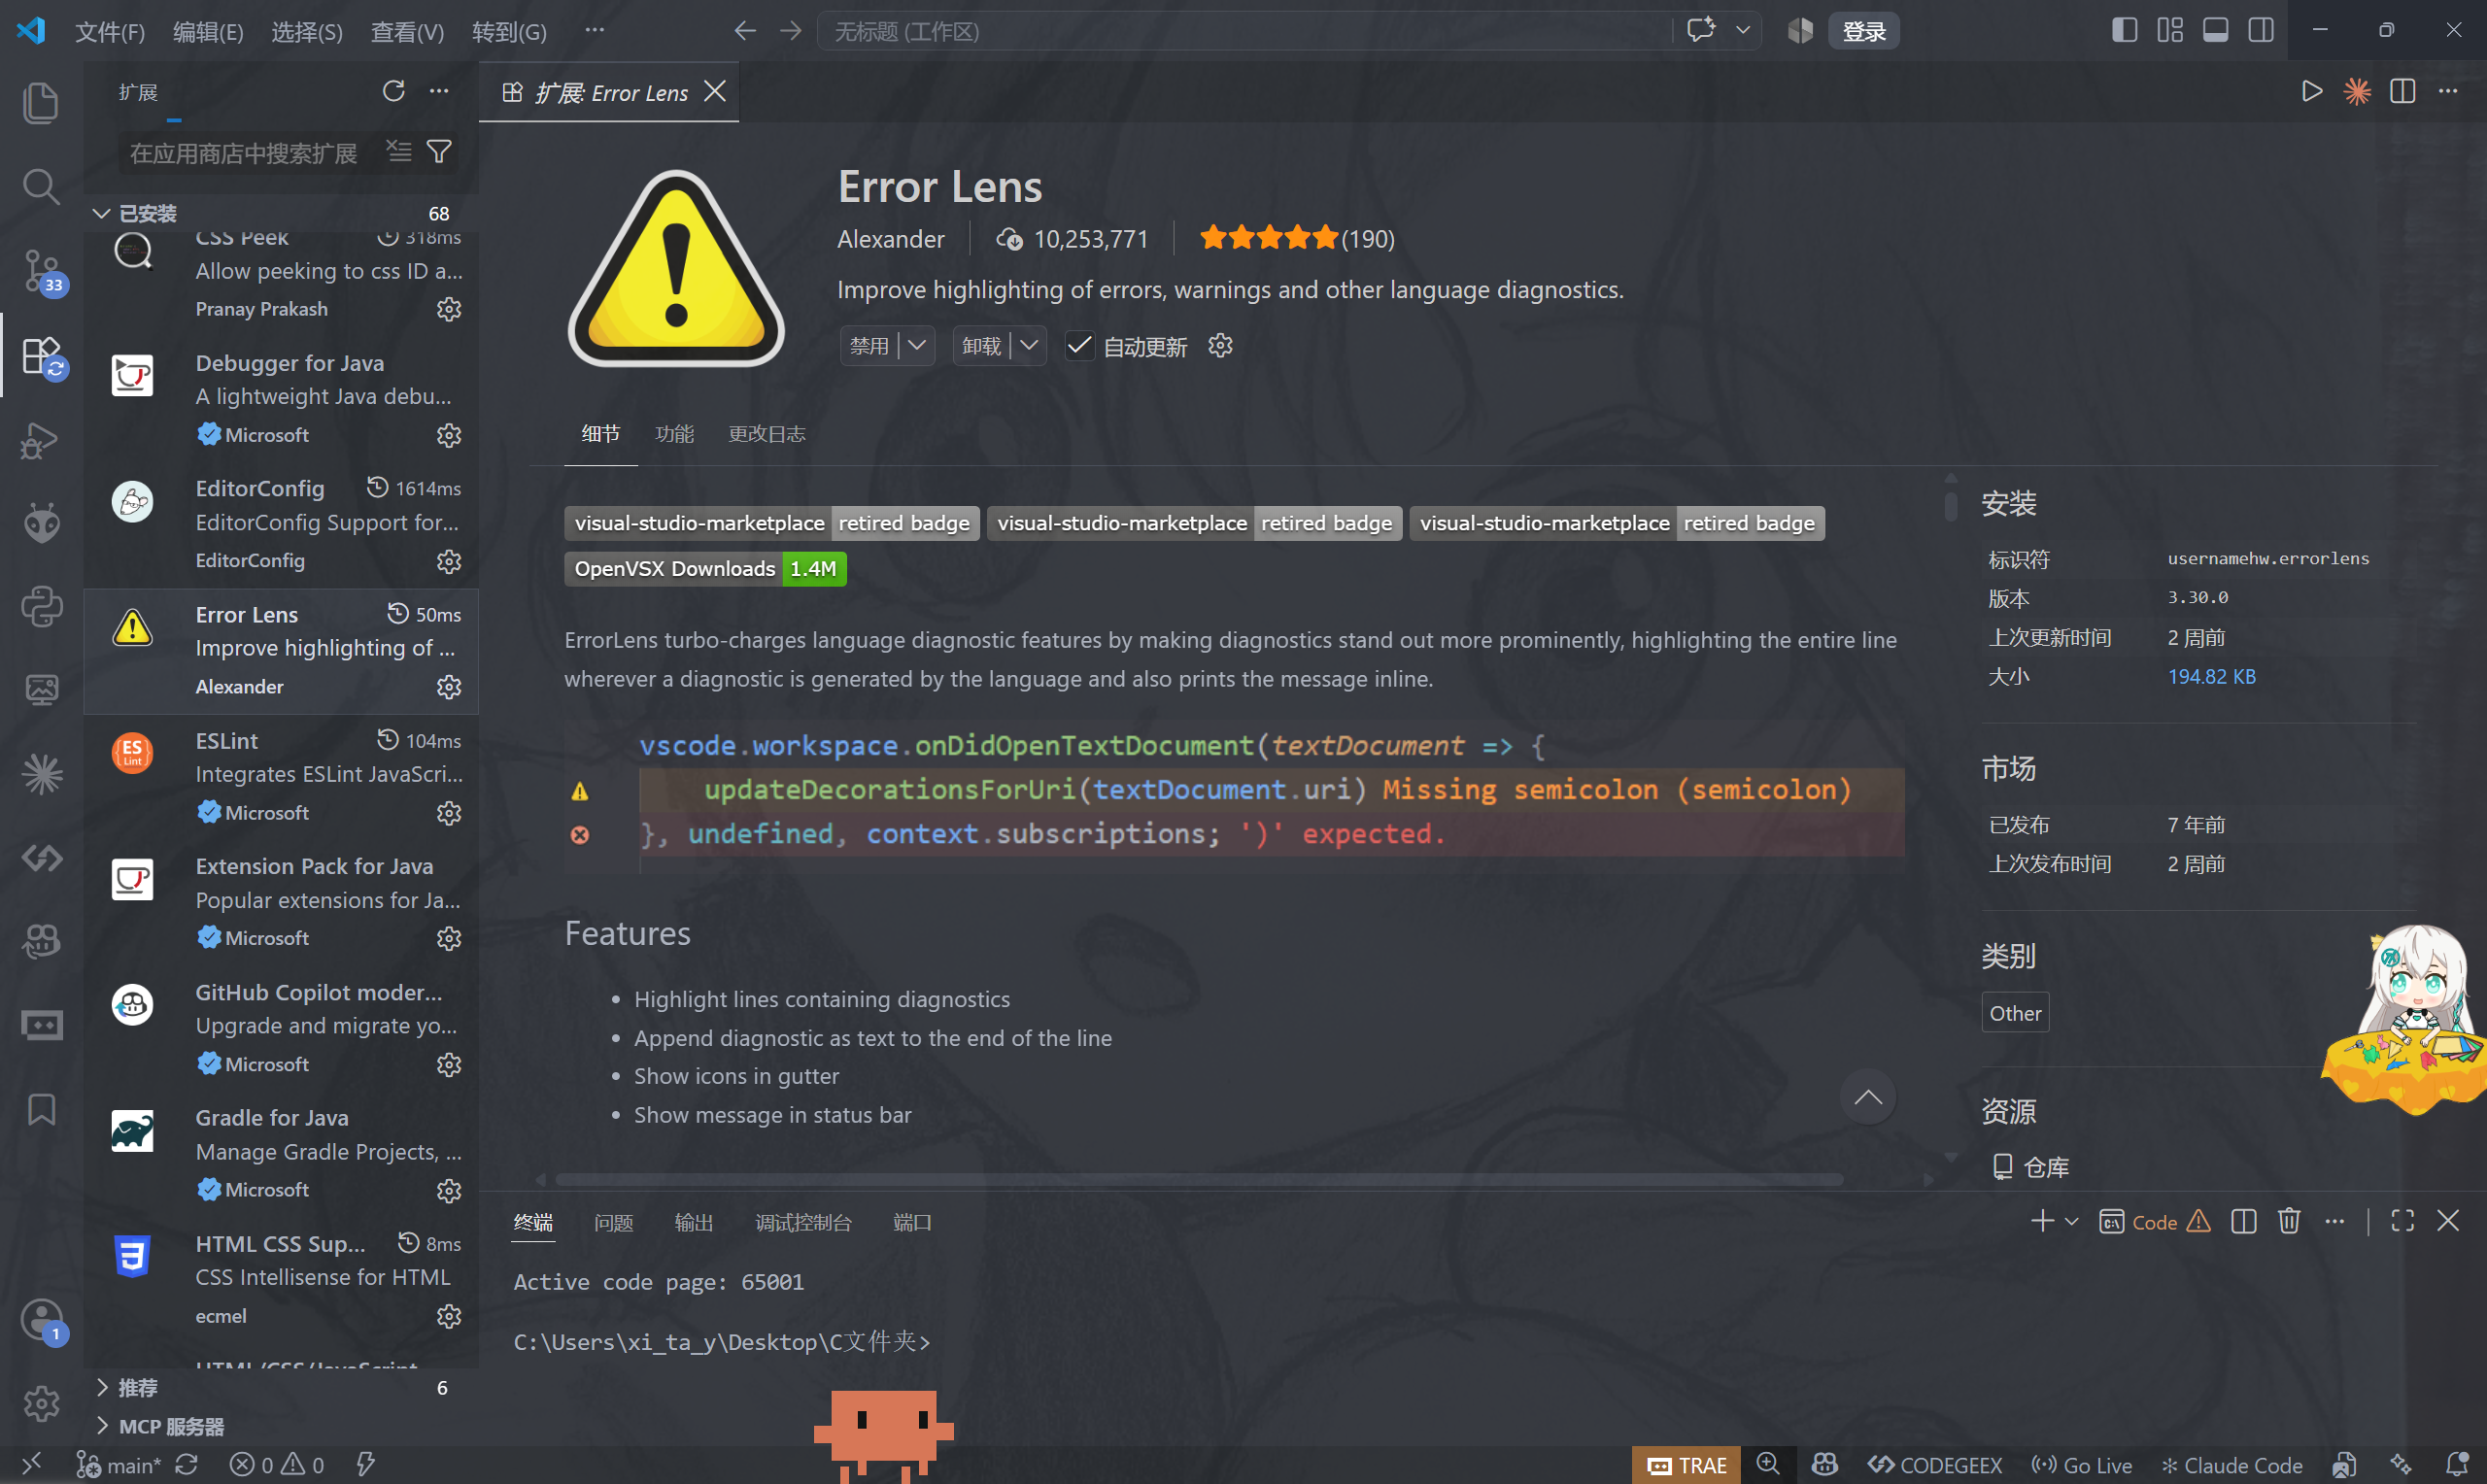 文件(F) 编辑(E) 选择(S) 查看(V) 转到(G) ··· 无标题 (工作区) 登录
扩展
在应用商店中搜索扩展
已安装 68
CSS Peek 318ms
Allow peeking to css ID a...
Pranay Prakash
Debugger for Java
A lightweight Java debu...
Microsoft
EditorConfig 1614ms
EditorConfig Support for...
EditorConfig
Error Lens 50ms
Improve highlighting of ...
Alexander
ESLint 104ms
Integrates ESLint JavaScri...
Microsoft
Extension Pack for Java
Popular extensions for Ja...
Microsoft
GitHub Copilot moder...
Upgrade and migrate yo...
Microsoft
Gradle for Java
Manage Gradle Projects, ...
Microsoft
HTML CSS Sup... 8ms
CSS Intellisense for HTML
ecmel
HTML/CSS/JavaScript
推荐 6
MCP 服务器
33
1
ES
Lint
扩展: Error Lens
Error Lens
Alexander 10,253,771 (190)
Improve highlighting of errors, warnings and other language diagnostics.
禁用 卸载 自动更新
细节 功能 更改日志
visual-studio-marketplace retired badge visual-studio-marketplace retired badge visual-studio-marketplace retired badge
OpenVSX Downloads 1.4M
ErrorLens turbo-charges language diagnostic features by making diagnostics stand out more prominently, highlighting the entire line
wherever a diagnostic is generated by the language and also prints the message inline.
vscode.workspace.onDidOpenTextDocument(textDocument => {
updateDecorationsForUri(textDocument.uri) Missing semicolon (semicolon)
}, undefined, context.subscriptions; ')' expected.
Features
• Highlight lines containing diagnostics
• Append diagnostic as text to the end of the line
• Show icons in gutter
• Show message in status bar
安装
标识符 usernamehw.errorlens
版本 3.30.0
上次更新时间 2 周前
大小 194.82 KB
市场
已发布 7 年前
上次发布时间 2 周前
类别
Other
资源
仓库
终端 问题 输出 调试控制台 端口 Code
Active code page: 65001
C:\Users\xi_ta_y\Desktop\C文件夹>
main* 0 0 TRAE CODEGEEX Go Live Claude Code